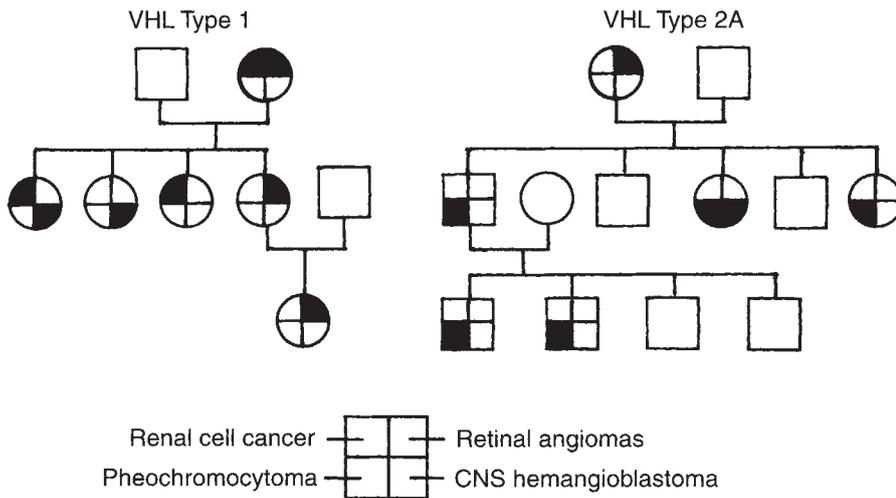 VHL Type 1
VHL Type 2A
Renal cell cancer
Retinal angiomas
Pheochromocytoma
CNS hemangioblastoma